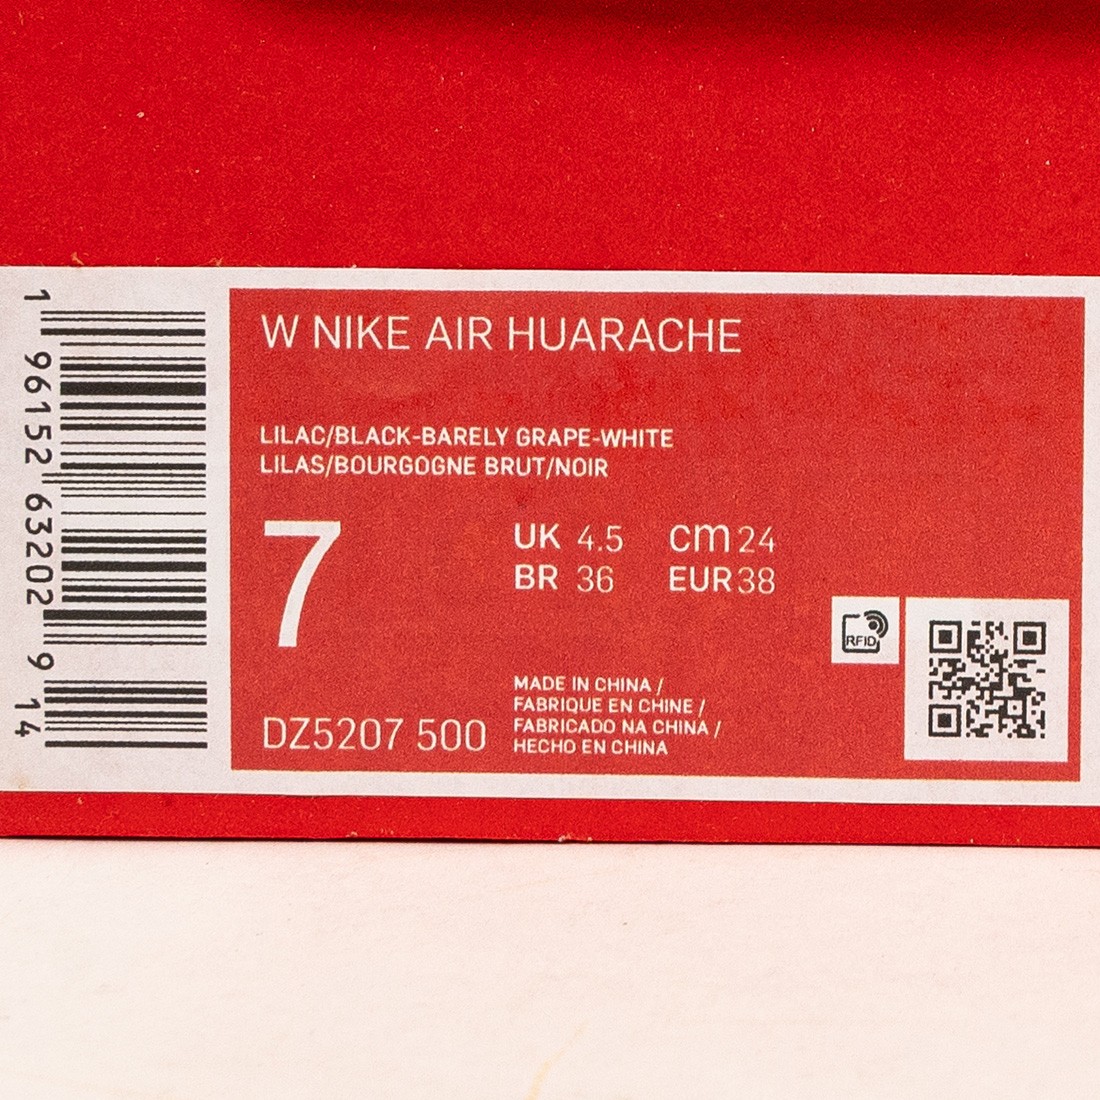 W NIKE AIR HUARACHE
LILAC/BLACK-BARELY GRAPE-WHITE
LILAS/BOURGOGNE BRUT/NOIR
7
UK 4.5 cm 24
BR 36 EUR 38
MADE IN CHINA /
FABRIQUE EN CHINE /
FABRICADO NA CHINA /
HECHO EN CHINA
DZ5207 500
RFID
1 96152 63202 9 14